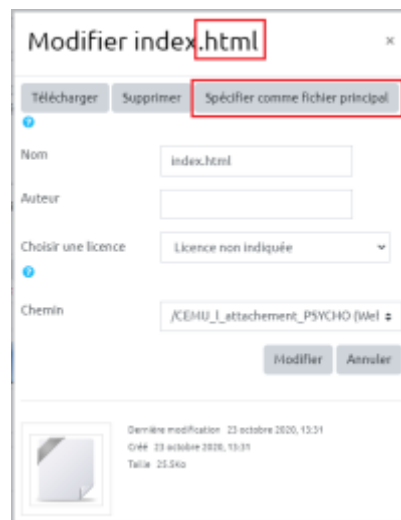 Modifier index.html ×
Télécharger Supprimer Spécifier comme fichier principal
?
Nom index.html
Auteur
Choisir une licence Licence non indiquée
?
Chemin /CEMU_l_attachement_PSYCHO (Wel
Modifier Annuler
Dernière modification 23 octobre 2020, 13:31
Créé 23 octobre 2020, 13:31
Taille 25.5Ko